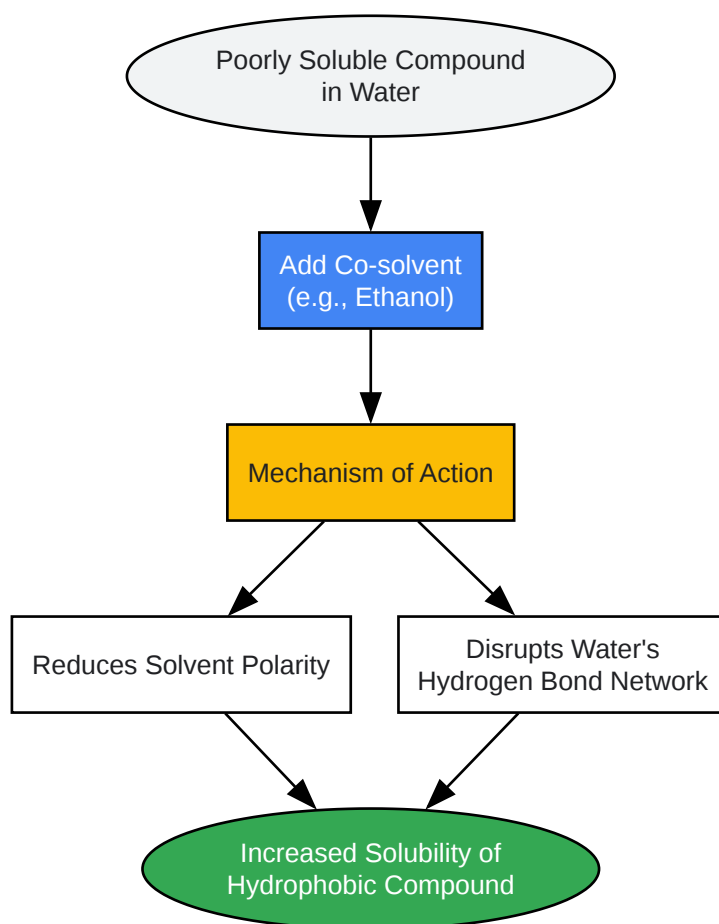 Poorly Soluble Compound
in Water
Add Co-solvent
(e.g., Ethanol)
Mechanism of Action
Reduces Solvent Polarity
Disrupts Water's
Hydrogen Bond Network
Increased Solubility of
Hydrophobic Compound